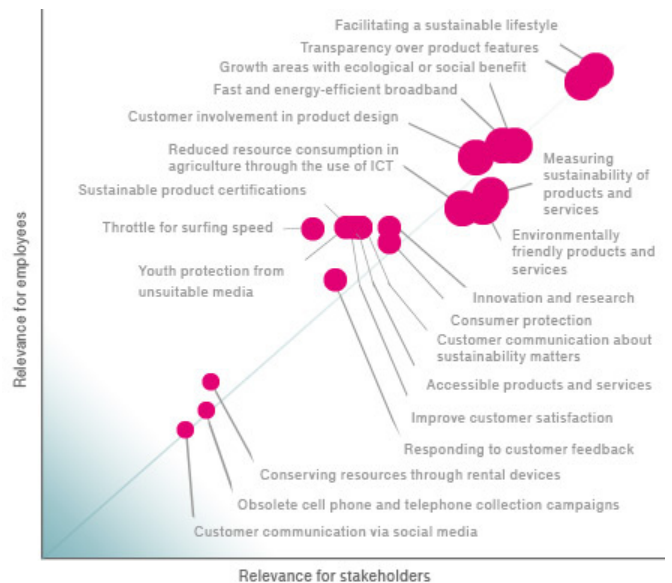 Facilitating a sustainable lifestyle
Transparency over product features
Growth areas with ecological or social benefit
Fast and energy-efficient broadband
Customer involvement in product design
Reduced resource consumption in
agriculture through the use of ICT
Measuring
sustainability of
products and
services
Sustainable product certifications
Throttle for surfing speed
Environmentally
friendly products and
services
Youth protection from
unsuitable media
Innovation and research
Consumer protection
Customer communication about
sustainability matters
Accessible products and services
Improve customer satisfaction
Responding to customer feedback
Conserving resources through rental devices
Obsolete cell phone and telephone collection campaigns
Customer communication via social media
Relevance for employees
Relevance for stakeholders